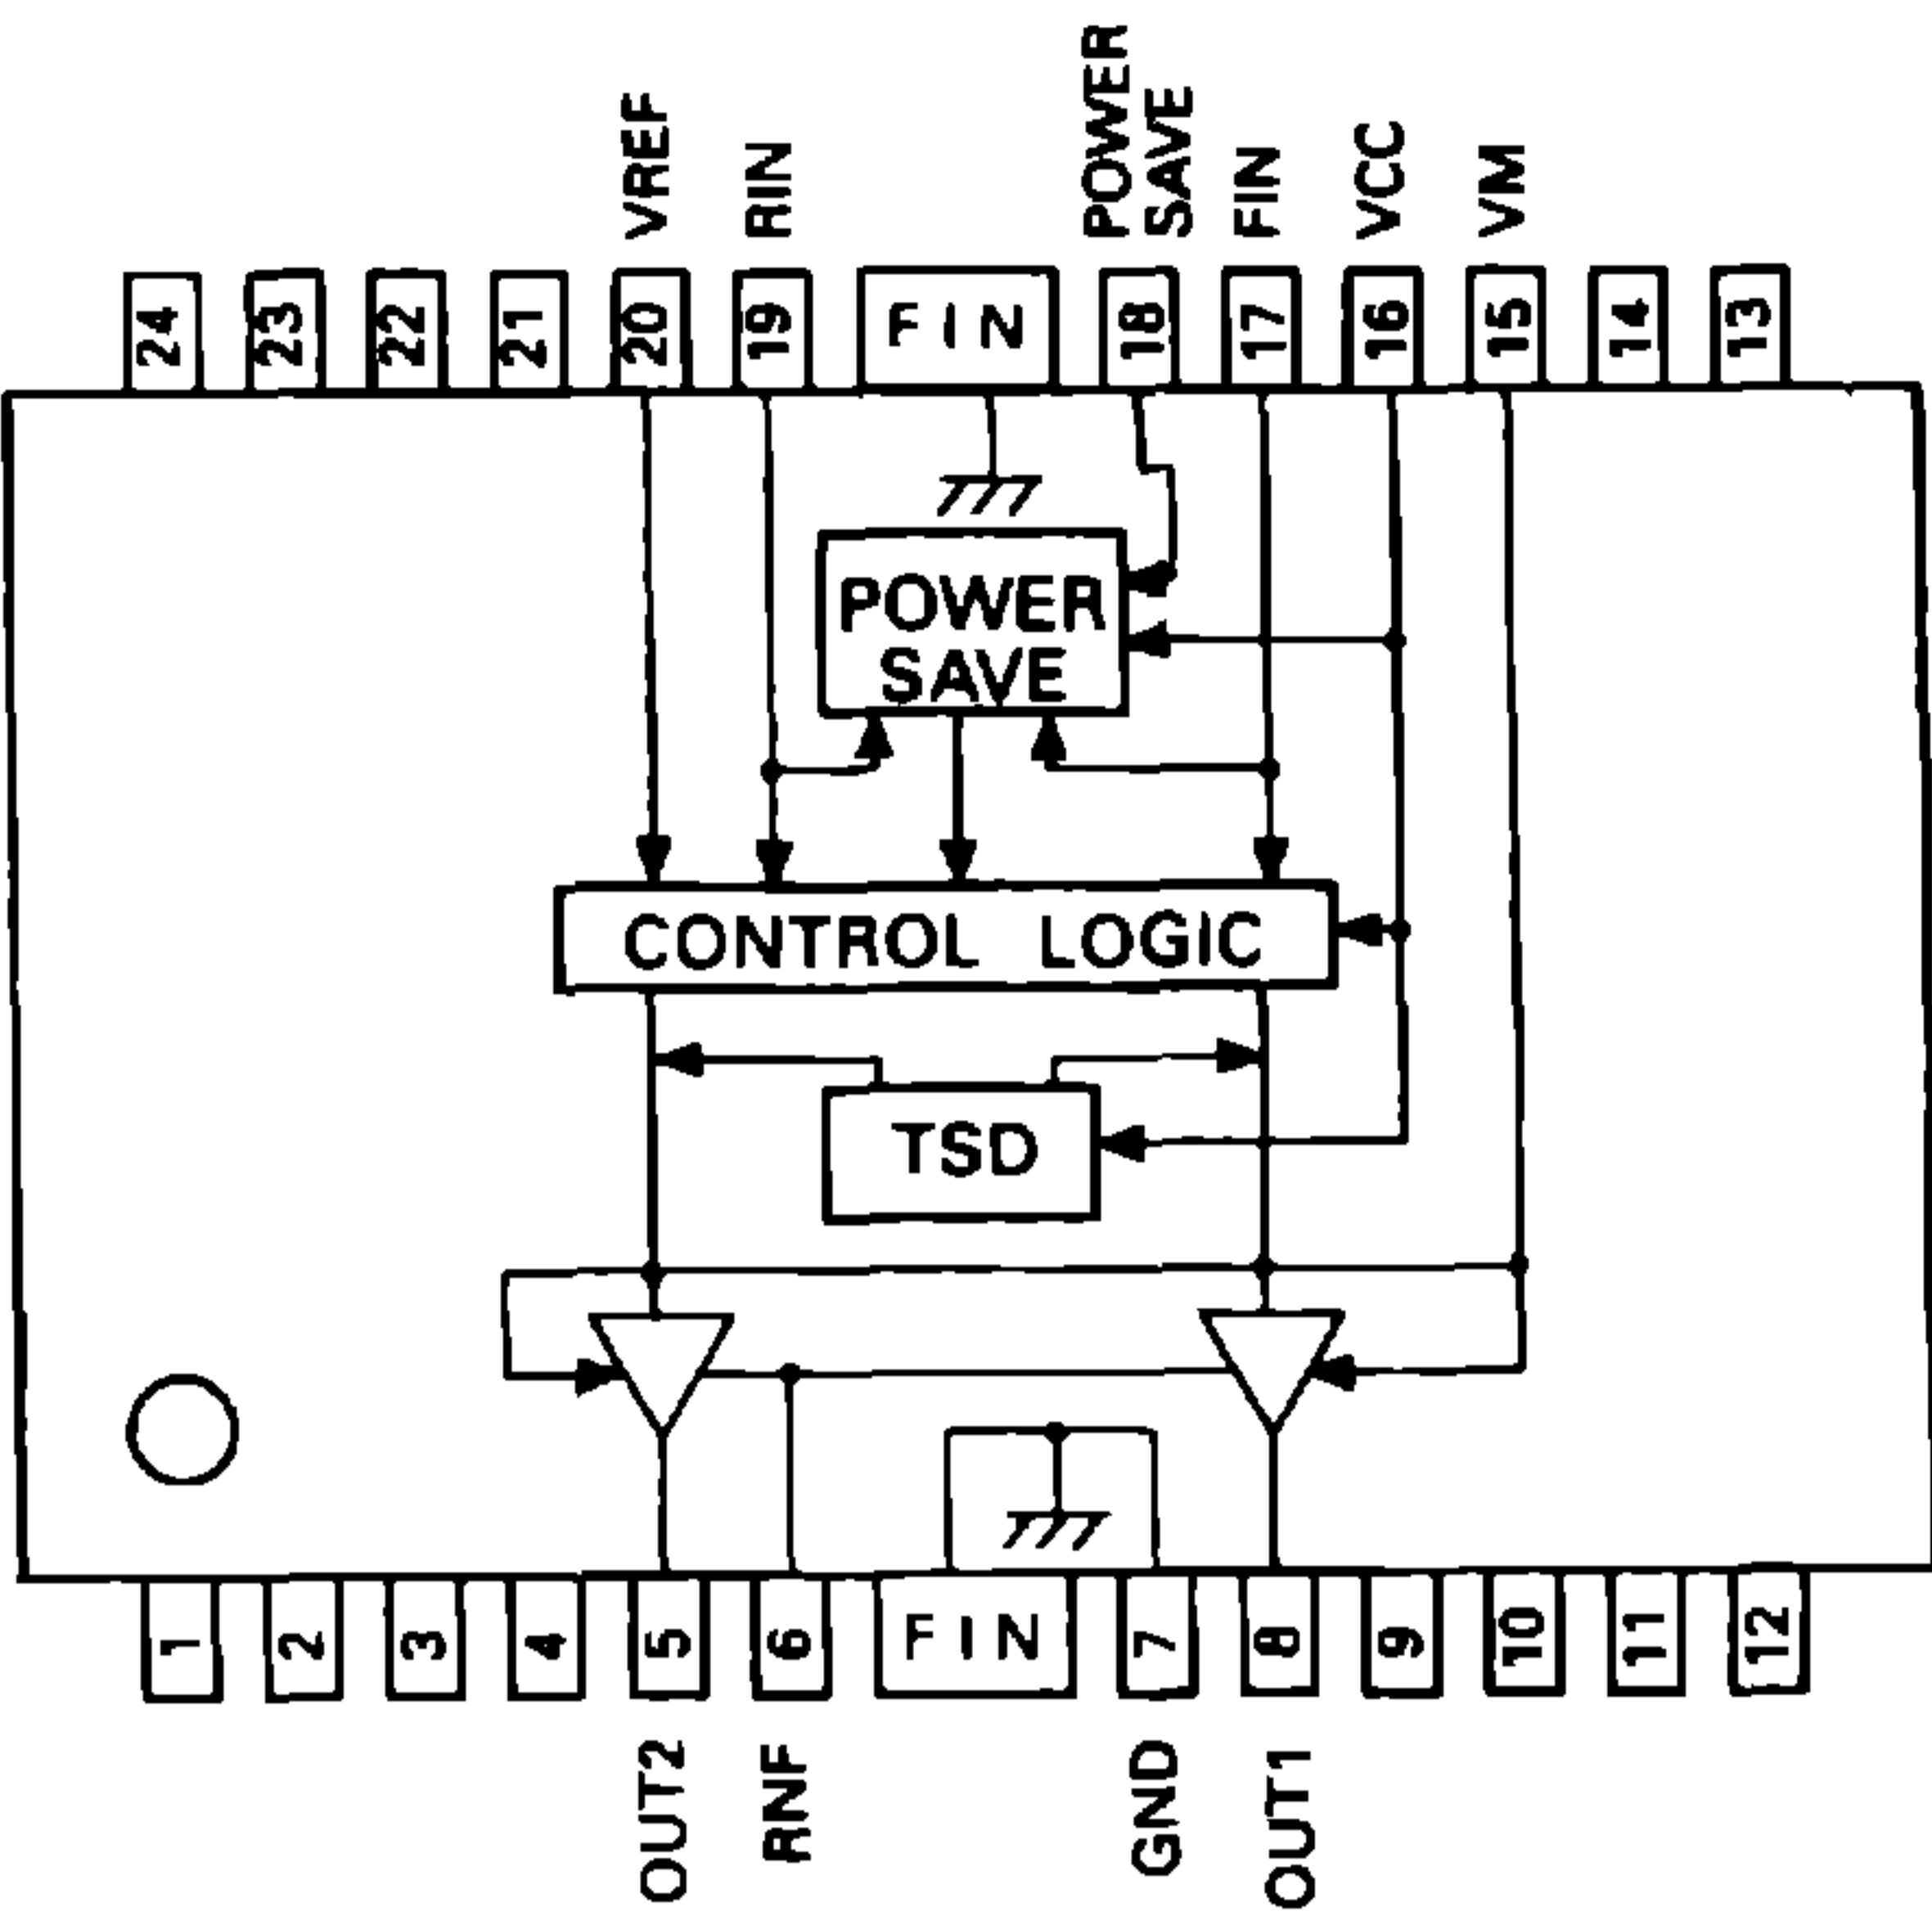 VREF
RIN
POWER
SAVE
FIN
VCC
VM
24
23
22
21
20
19
FIN
18
17
16
15
14
13
POWER
SAVE
CONTROL LOGIC
TSD
1
2
3
4
5
6
FIN
7
8
9
10
11
12
OUT2
RNF
GND
OUT1